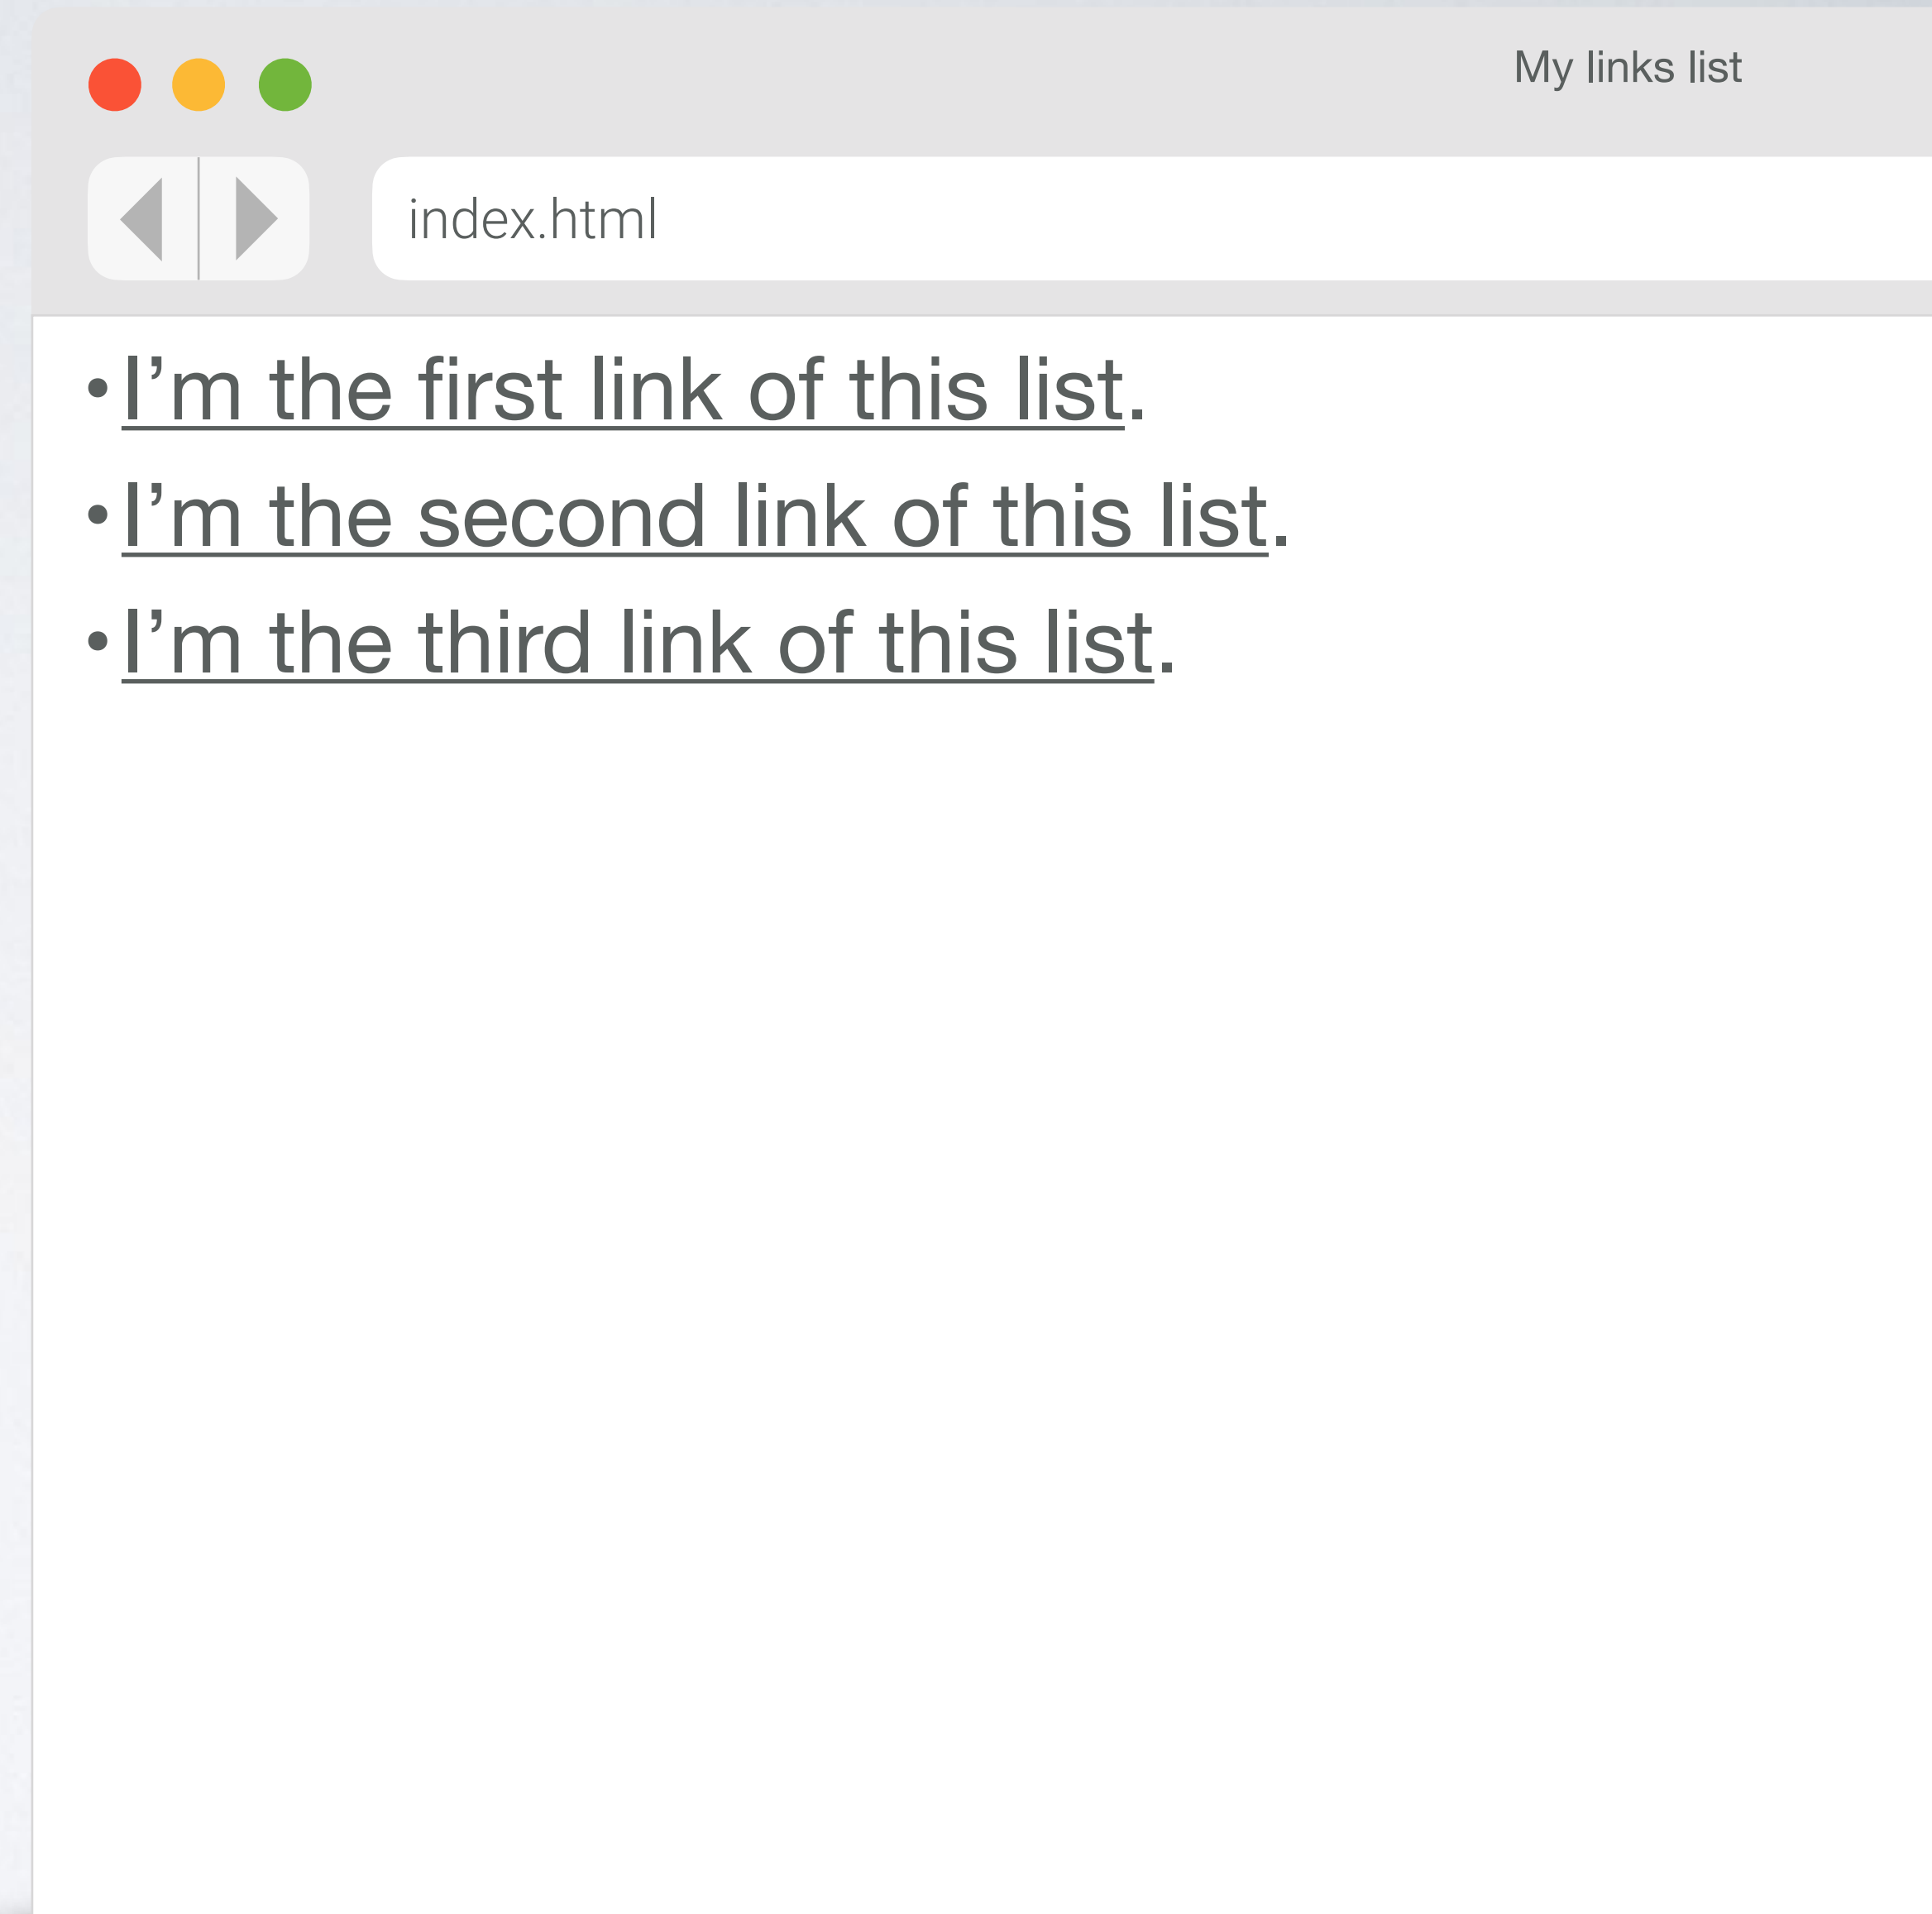 My links list
index.html
•I’m the first link of this list.
•I’m the second link of this list.
•I’m the third link of this list.